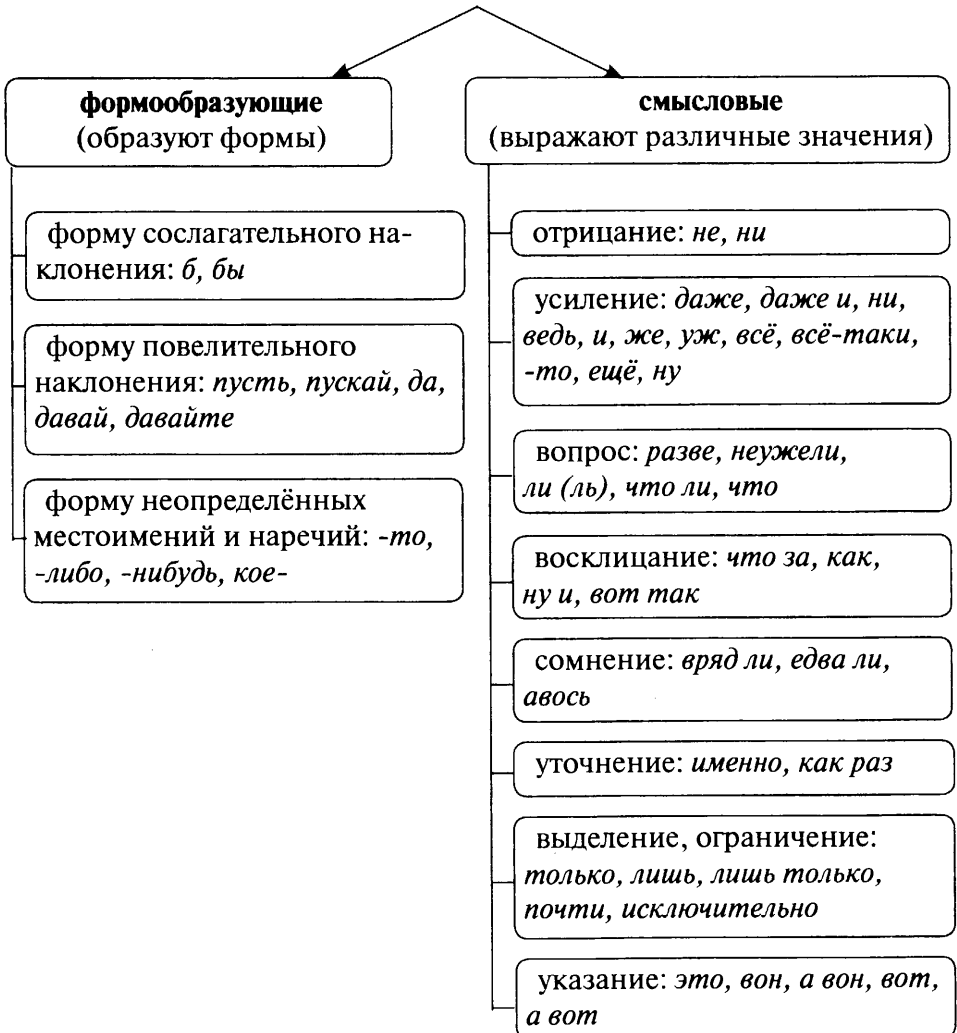 формообразующие
(образуют формы)
форму сослагательного на-
клонения: б, бы
форму повелительного
наклонения: пусть, пускай, да,
давай, давайте
форму неопределённых
местоимений и наречий: -то,
-либо, -нибудь, кое-
смысловые
(выражают различные значения)
отрицание: не, ни
усиление: даже, даже и, ни,
ведь, и, же, уж, всё, всё-таки,
-то, ещё, ну
вопрос: разве, неужели,
ли (ль), что ли, что
восклицание: что за, как,
ну и, вот так
сомнение: вряд ли, едва ли,
авось
уточнение: именно, как раз
выделение, ограничение:
только, лишь, лишь только,
почти, исключительно
указание: это, вон, а вон, вот,
а вот